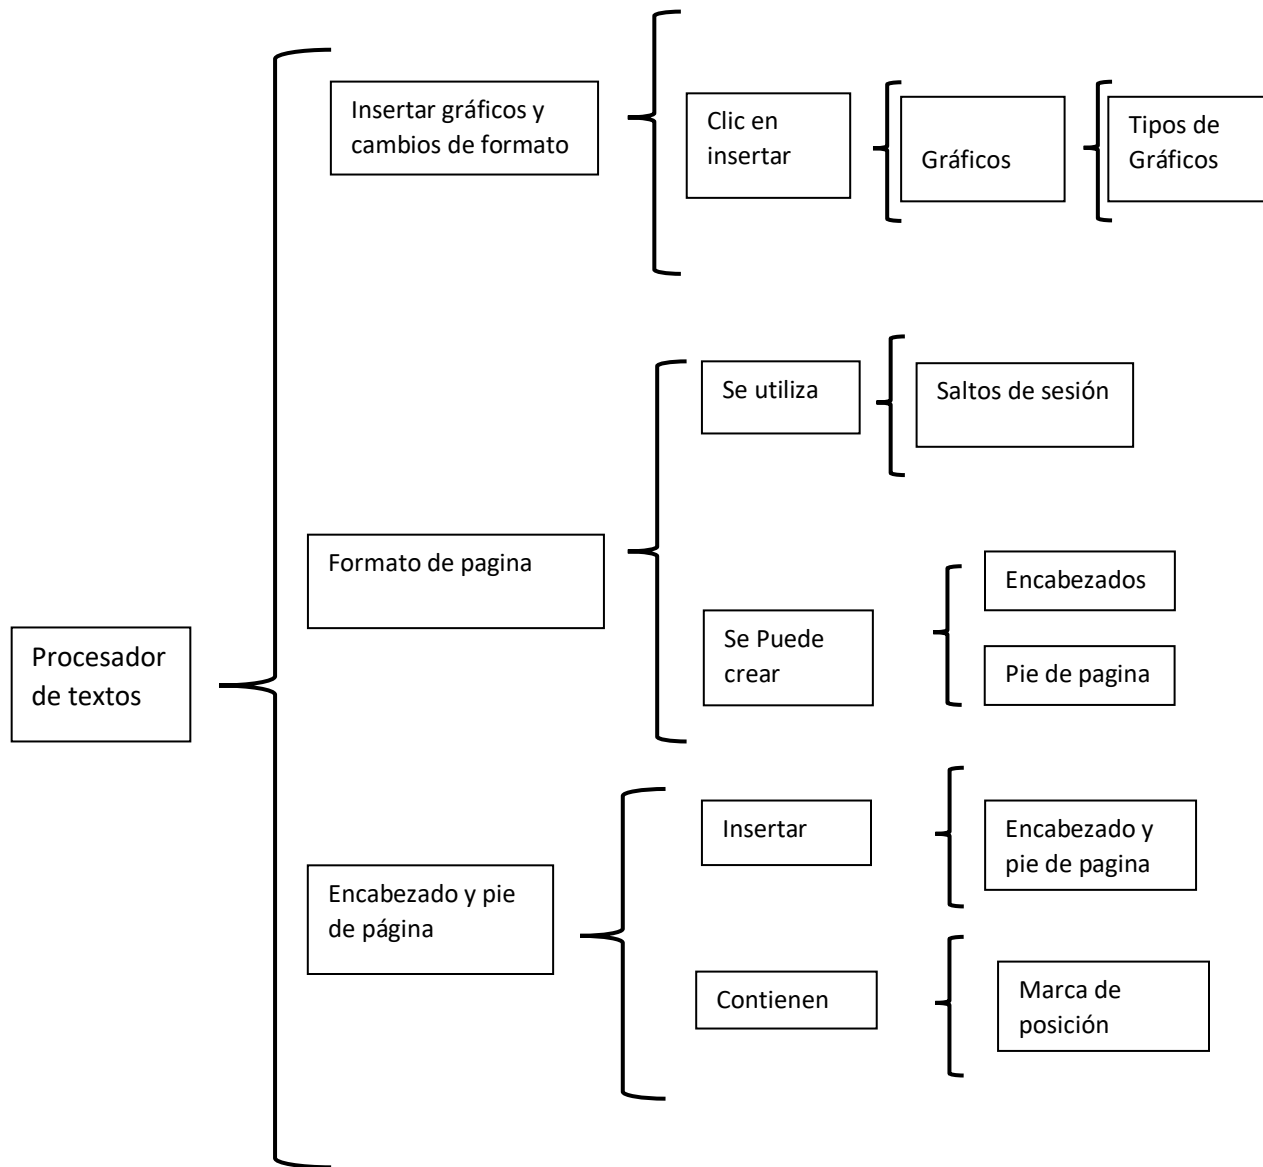 Insertar gráficos y
cambios de formato
Clic en
insertar
Gráficos
Tipos de
Gráficos
Se utiliza
Saltos de sesión
Formato de pagina
Encabezados
Se Puede
crear
Pie de pagina
Procesador
de textos
Insertar
Encabezado y
pie de pagina
Encabezado y pie
de página
Contienen
Marca de
posición